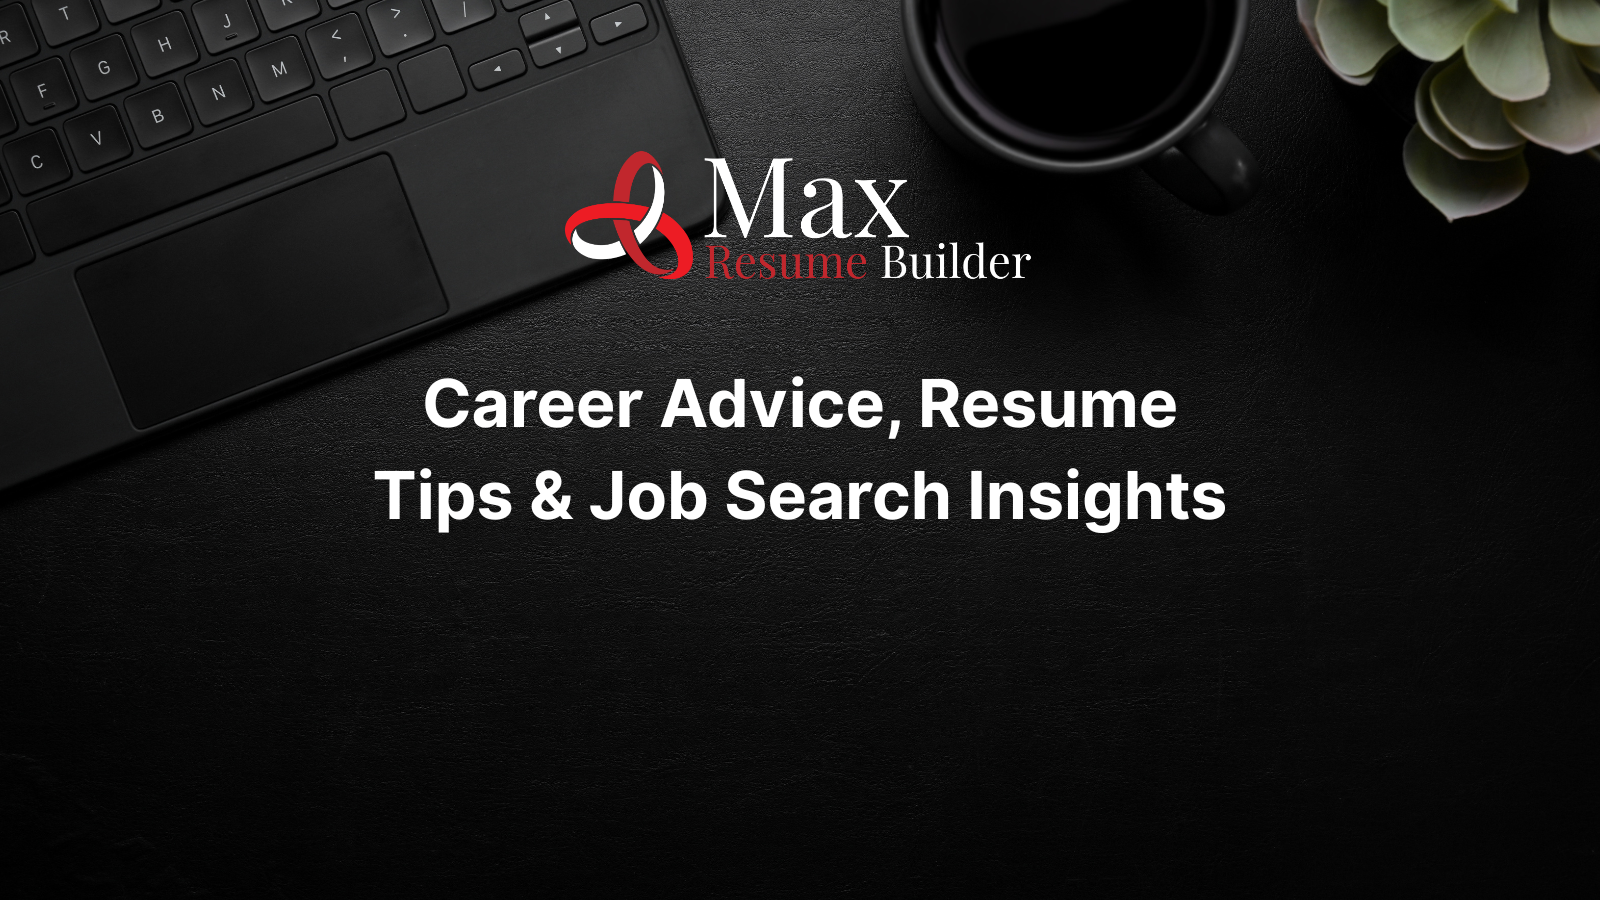 R T J K > . /
F G H M < ,
C V B N
Max
Resume Builder
Career Advice, Resume
Tips & Job Search Insights